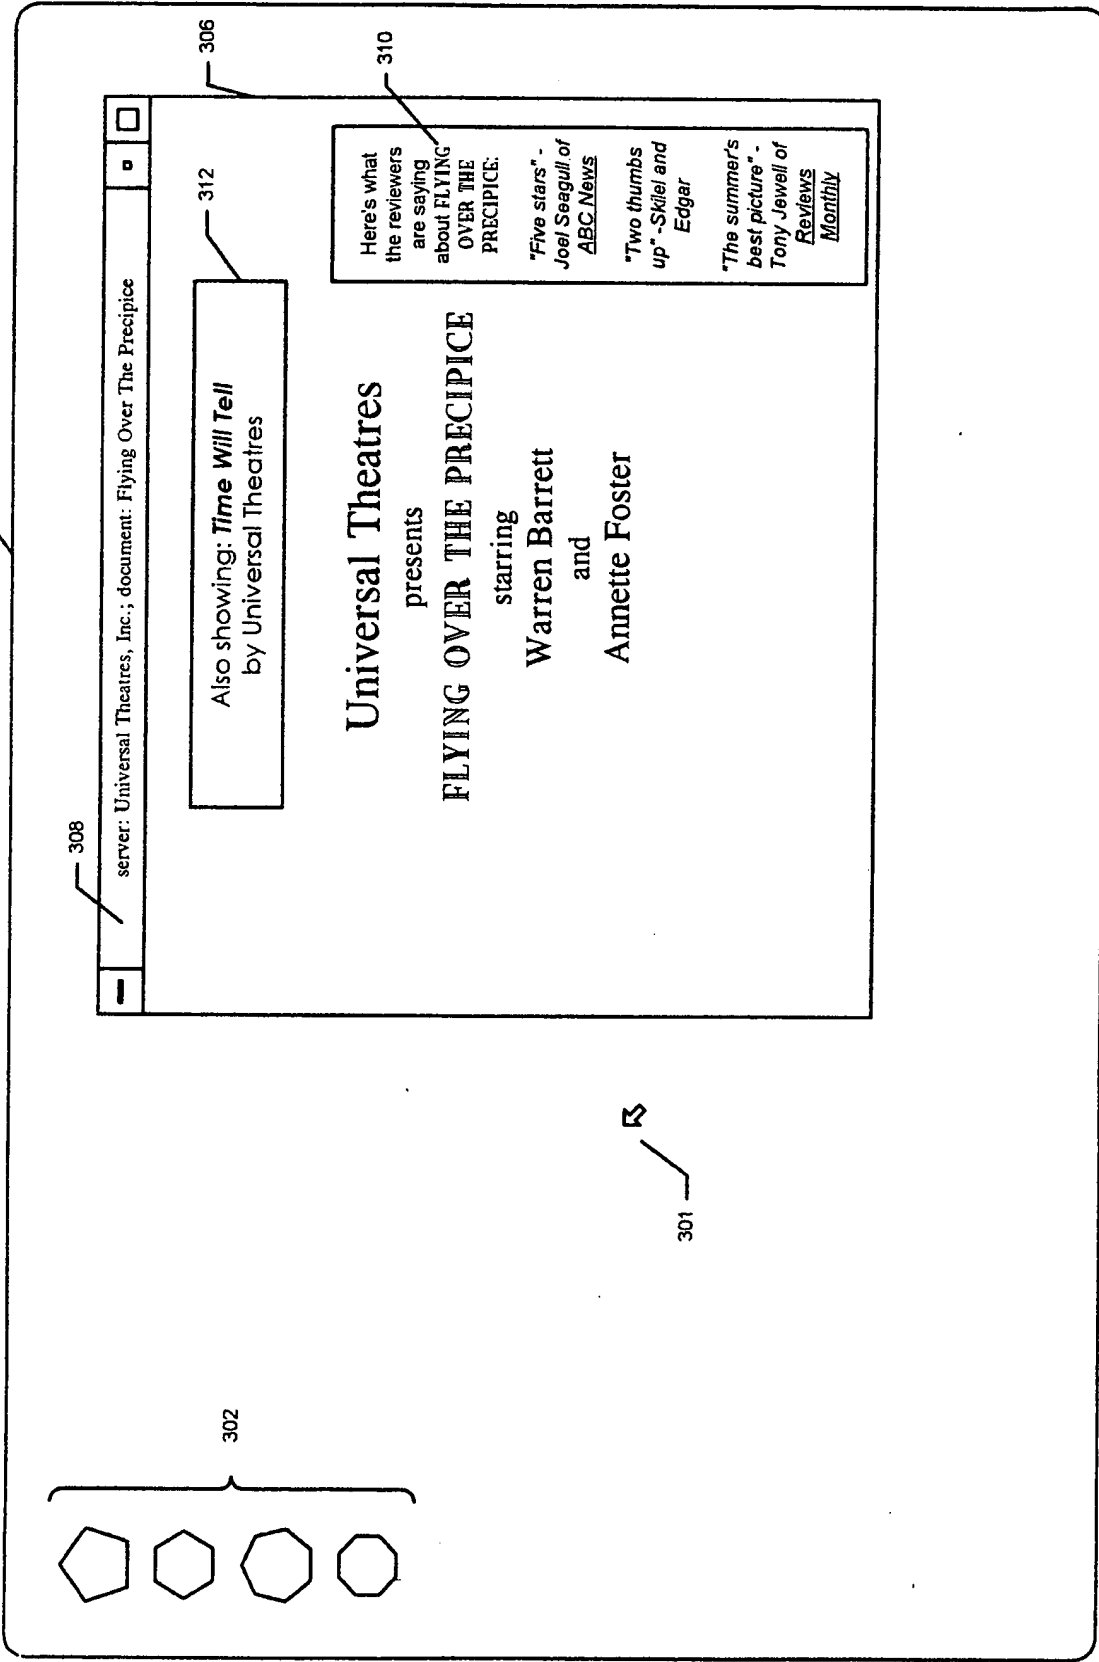 306
310
308
server: Universal Theatres, Inc.; document: Flying Over The Precipice
312
Also showing: Time Will Tell
by Universal Theatres
Universal Theatres
presents
FLYING OVER THE PRECIPICE
starring
Warren Barrett
and
Annette Foster
Here's what
the reviewers
are saying
about FLYING
OVER THE
PRECIPICE:
"Five stars" -
Joel Seagull of
ABC News
"Two thumbs
up" -Skilel and
Edgar
"The summer's
best picture" -
Tony Jewell of
Reviews
Monthly
302
301